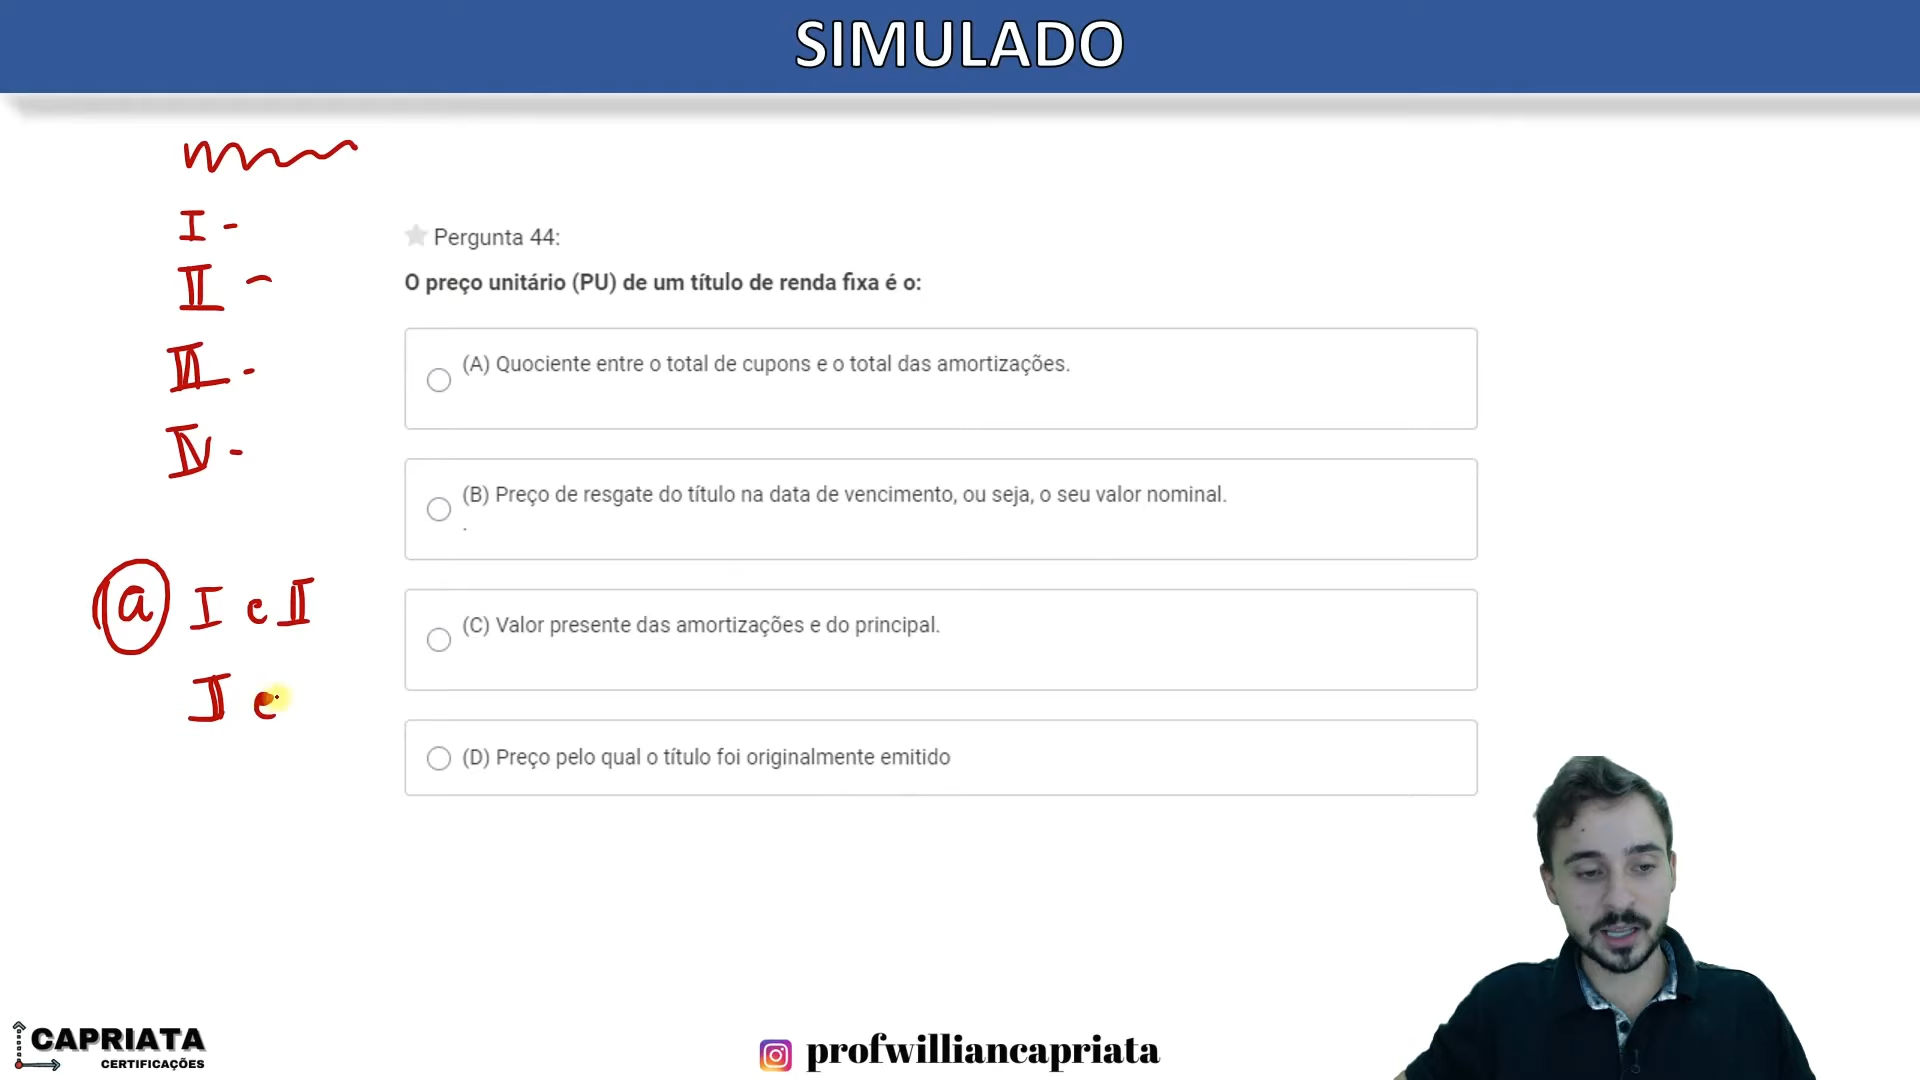 SIMULADO
I -
II -
III -
IV -
Pergunta 44:
O preço unitário (PU) de um título de renda fixa é o:
(A) Quociente entre o total de cupons e o total das amortizações.
(B) Preço de resgate do título na data de vencimento, ou seja, o seu valor nominal.
.
(C) Valor presente das amortizações e do principal.
(D) Preço pelo qual o título foi originalmente emitido
a I e II
II e
CAPRIATA
CERTIFICAÇÕES
profwilliancapriata